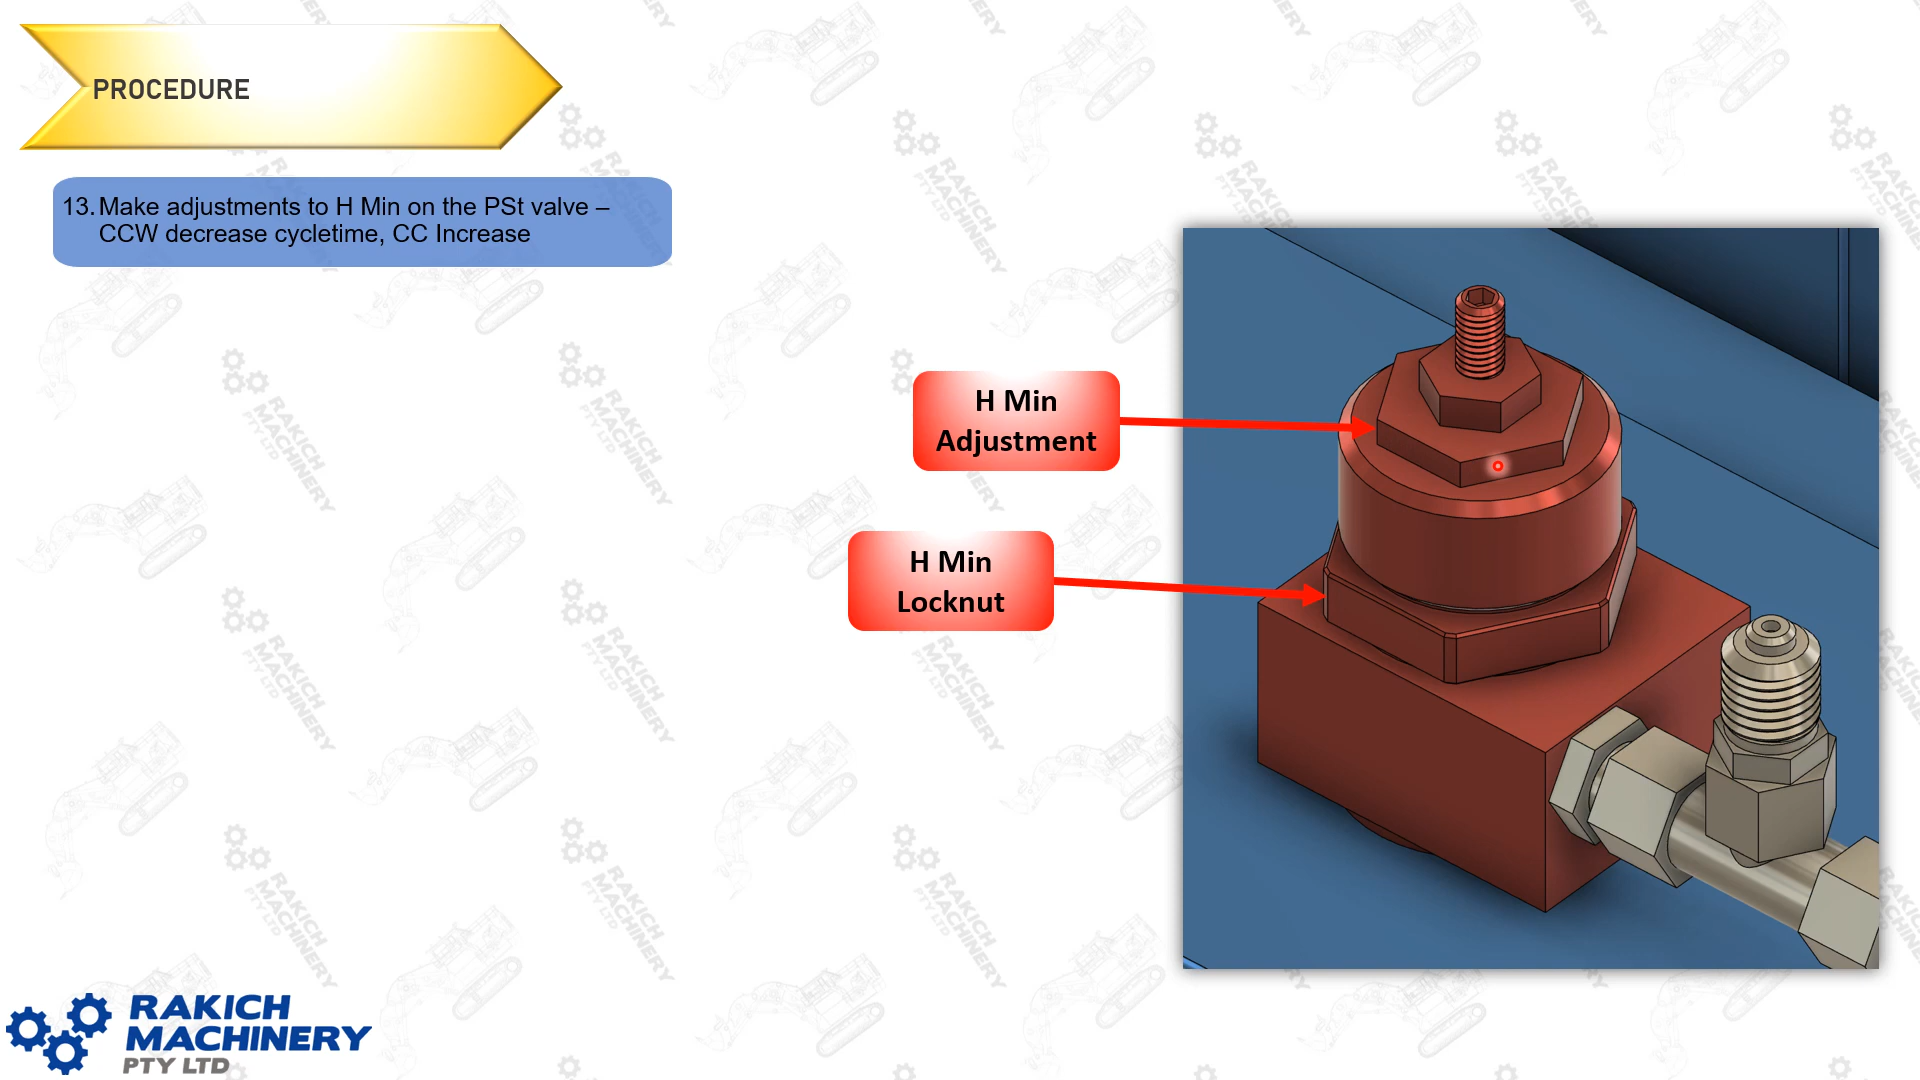 PROCEDURE
13. Make adjustments to H Min on the PSt valve –
CCW decrease cycletime, CC Increase
H Min
Adjustment
H Min
Locknut
RAKICH
MACHINERY
PTY LTD